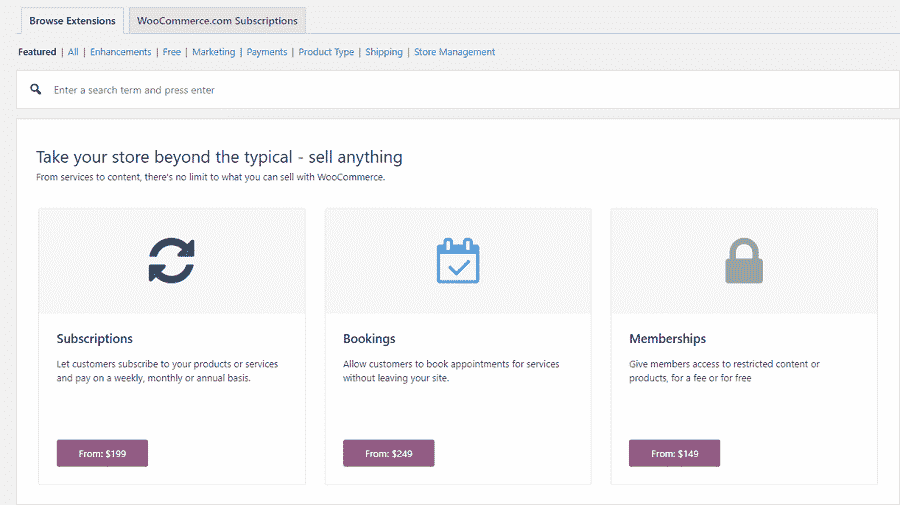 Browse Extensions WooCommerce.com Subscriptions
Featured | All | Enhancements | Free | Marketing | Payments | Product Type | Shipping | Store Management
Enter a search term and press enter
Take your store beyond the typical - sell anything
From services to content, there's no limit to what you can sell with WooCommerce.
Subscriptions
Let customers subscribe to your products or services
and pay on a weekly, monthly or annual basis.
From: $199
Bookings
Allow customers to book appointments for services
without leaving your site.
From: $249
Memberships
Give members access to restricted content or
products, for a fee or for free
From: $149